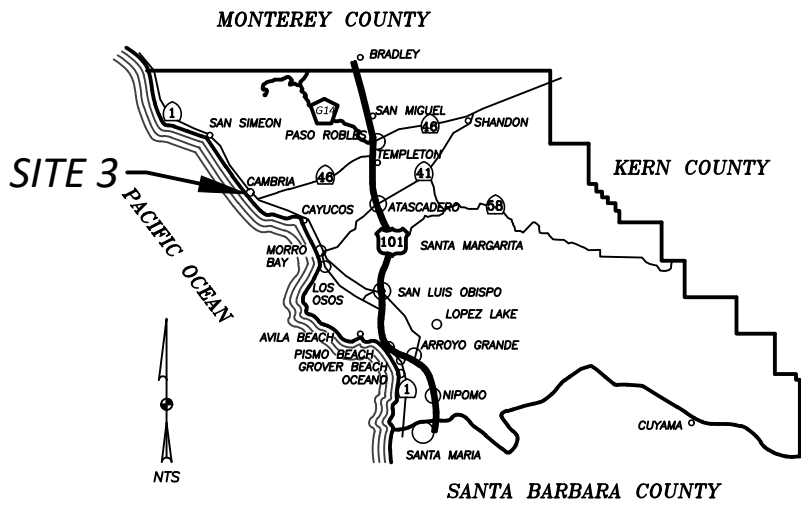 MONTEREY COUNTY
BRADLEY
1
G14
SAN MIGUEL
SAN SIMEON
PASO ROBLES
46
SHANDON
TEMPLETON
SITE 3
46
41
KERN COUNTY
CAMBRIA
CAYUCOS
ATASCADERO
58
PACIFIC OCEAN
101
SANTA MARGARITA
MORRO
BAY
LOS
OSOS
SAN LUIS OBISPO
LOPEZ LAKE
AVILA BEACH
ARROYO GRANDE
PISMO BEACH
GROVER BEACH
OCEANO
1
NIPOMO
CUYAMA
SANTA MARIA
NTS
SANTA BARBARA COUNTY